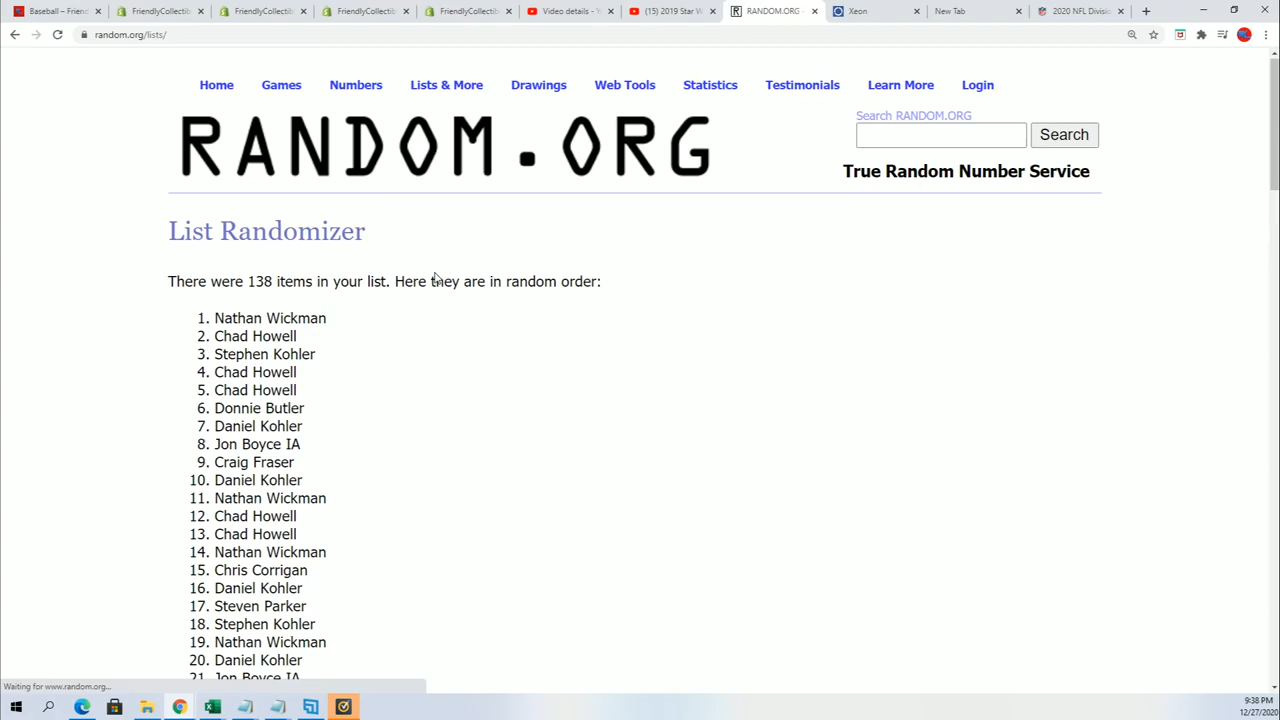 Baseball – Friend
FriendlyCollectib
FriendlyCollectib
FriendlyCollectib
FriendlyCollectib
Video details - Y
(15) 2019 Star W
RANDOM.ORG -
Xeon
New Tab
2020 NFL Divisi
random.org/lists/
Home Games Numbers Lists & More Drawings Web Tools Statistics Testimonials Learn More Login
RANDOM.ORG
Search RANDOM.ORG
Search
True Random Number Service
List Randomizer
There were 138 items in your list. Here they are in random order:
1. Nathan Wickman
2. Chad Howell
3. Stephen Kohler
4. Chad Howell
5. Chad Howell
6. Donnie Butler
7. Daniel Kohler
8. Jon Boyce IA
9. Craig Fraser
10. Daniel Kohler
11. Nathan Wickman
12. Chad Howell
13. Chad Howell
14. Nathan Wickman
15. Chris Corrigan
16. Daniel Kohler
17. Steven Parker
18. Stephen Kohler
19. Nathan Wickman
20. Daniel Kohler
21. Jon Boyce IA
Waiting for www.random.org...
9:38 PM
12/27/2020